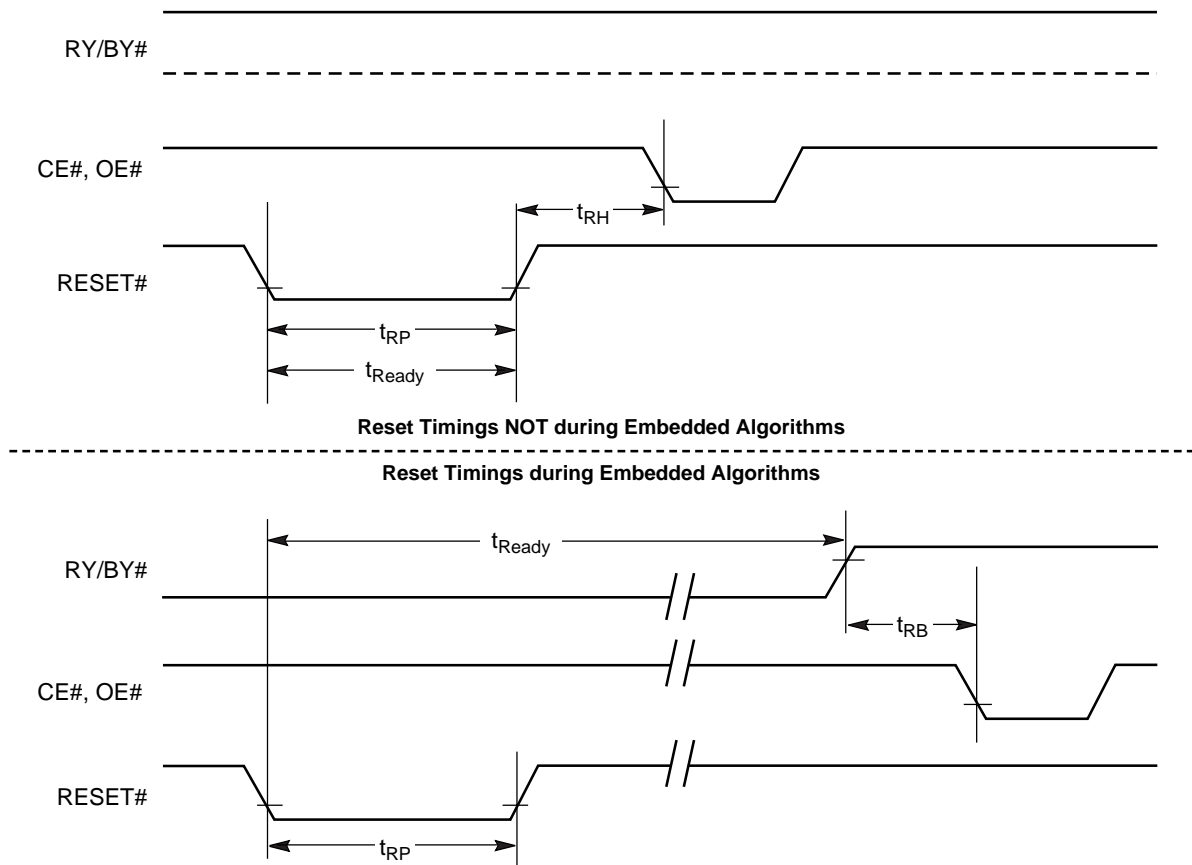 RY/BY#
CE#, OE#
tRH
RESET#
tRP
tReady
Reset Timings NOT during Embedded Algorithms
Reset Timings during Embedded Algorithms
tReady
RY/BY#
tRB
CE#, OE#
RESET#
tRP